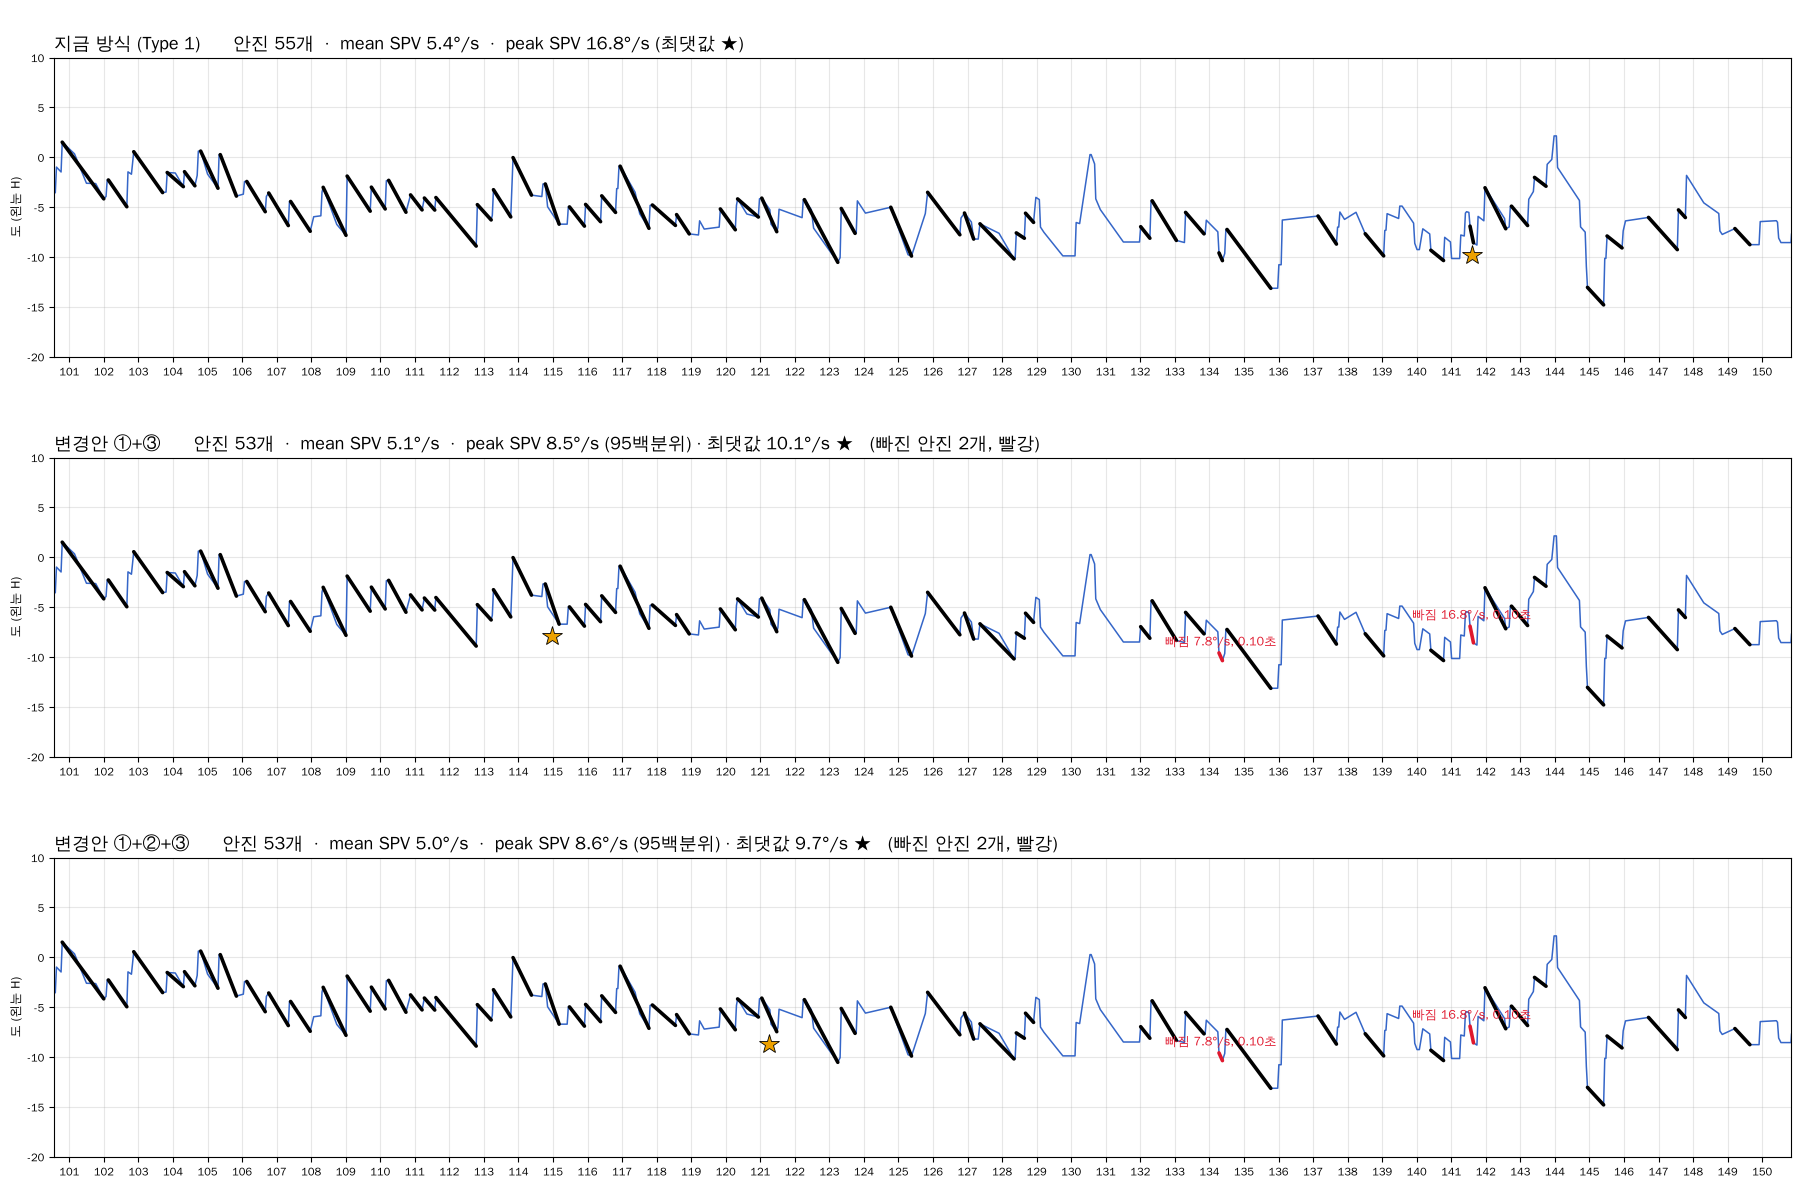 지금 방식 (Type 1)　　안진 55개 · mean SPV 5.4°/s · peak SPV 16.8°/s (최댓값 ★)
10
5
0
-5
-10
-15
-20
도 (왼눈 H)
101 102 103 104 105 106 107 108 109 110 111 112 113 114 115 116 117 118 119 120 121 122 123 124 125 126 127 128 129 130 131 132 133 134 135 136 137 138 139 140 141 142 143 144 145 146 147 148 149 150
변경안 ①+③　　안진 53개 · mean SPV 5.1°/s · peak SPV 8.5°/s (95백분위) · 최댓값 10.1°/s ★ (빠진 안진 2개, 빨강)
10
5
0
-5
-10
-15
-20
도 (왼눈 H)
빠짐 16.8°/s, 0.10초
빠짐 7.8°/s, 0.10초
101 102 103 104 105 106 107 108 109 110 111 112 113 114 115 116 117 118 119 120 121 122 123 124 125 126 127 128 129 130 131 132 133 134 135 136 137 138 139 140 141 142 143 144 145 146 147 148 149 150
변경안 ①+②+③　　안진 53개 · mean SPV 5.0°/s · peak SPV 8.6°/s (95백분위) · 최댓값 9.7°/s ★ (빠진 안진 2개, 빨강)
10
5
0
-5
-10
-15
-20
도 (왼눈 H)
빠짐 16.8°/s, 0.10초
빠짐 7.8°/s, 0.10초
101 102 103 104 105 106 107 108 109 110 111 112 113 114 115 116 117 118 119 120 121 122 123 124 125 126 127 128 129 130 131 132 133 134 135 136 137 138 139 140 141 142 143 144 145 146 147 148 149 150